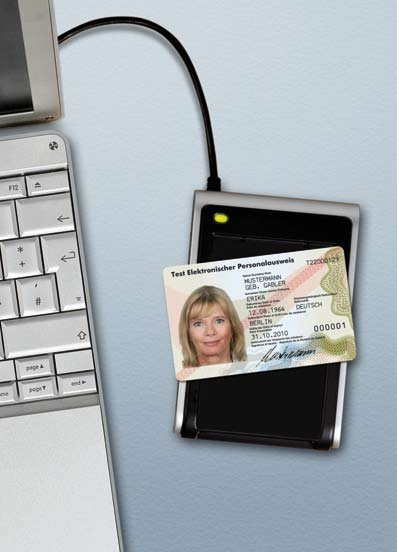 F12
*
+
'
#
page ▲
page ▼
end ▸
Test Elektronischer Personalausweis T22000129
MUSTERMANN
GEB. GABLER
ERIKA
12.08.1964 DEUTSCH
BERLIN
31.10.2010 000001
Mustermann